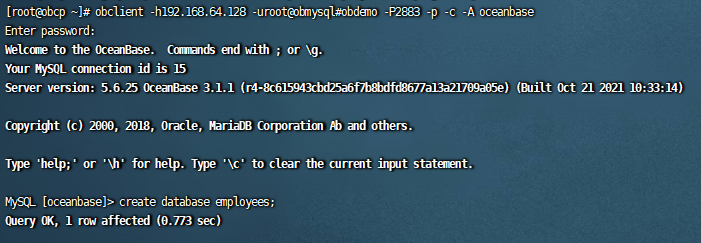 [root@obcp ~]# obclient -h192.168.64.128 -uroot@obmysql#obdemo -P2883 -p -c -A oceanbase
Enter password:
Welcome to the OceanBase.  Commands end with ; or \g.
Your MySQL connection id is 15
Server version: 5.6.25 OceanBase 3.1.1 (r4-8c615943cbd25a6f7b8bdfd8677a13a21709a05e) (Built Oct 21 2021 10:33:14)
Copyright (c) 2000, 2018, Oracle, MariaDB Corporation Ab and others.
Type 'help;' or '\h' for help. Type '\c' to clear the current input statement.
MySQL [oceanbase]> create database employees;
Query OK, 1 row affected (0.773 sec)